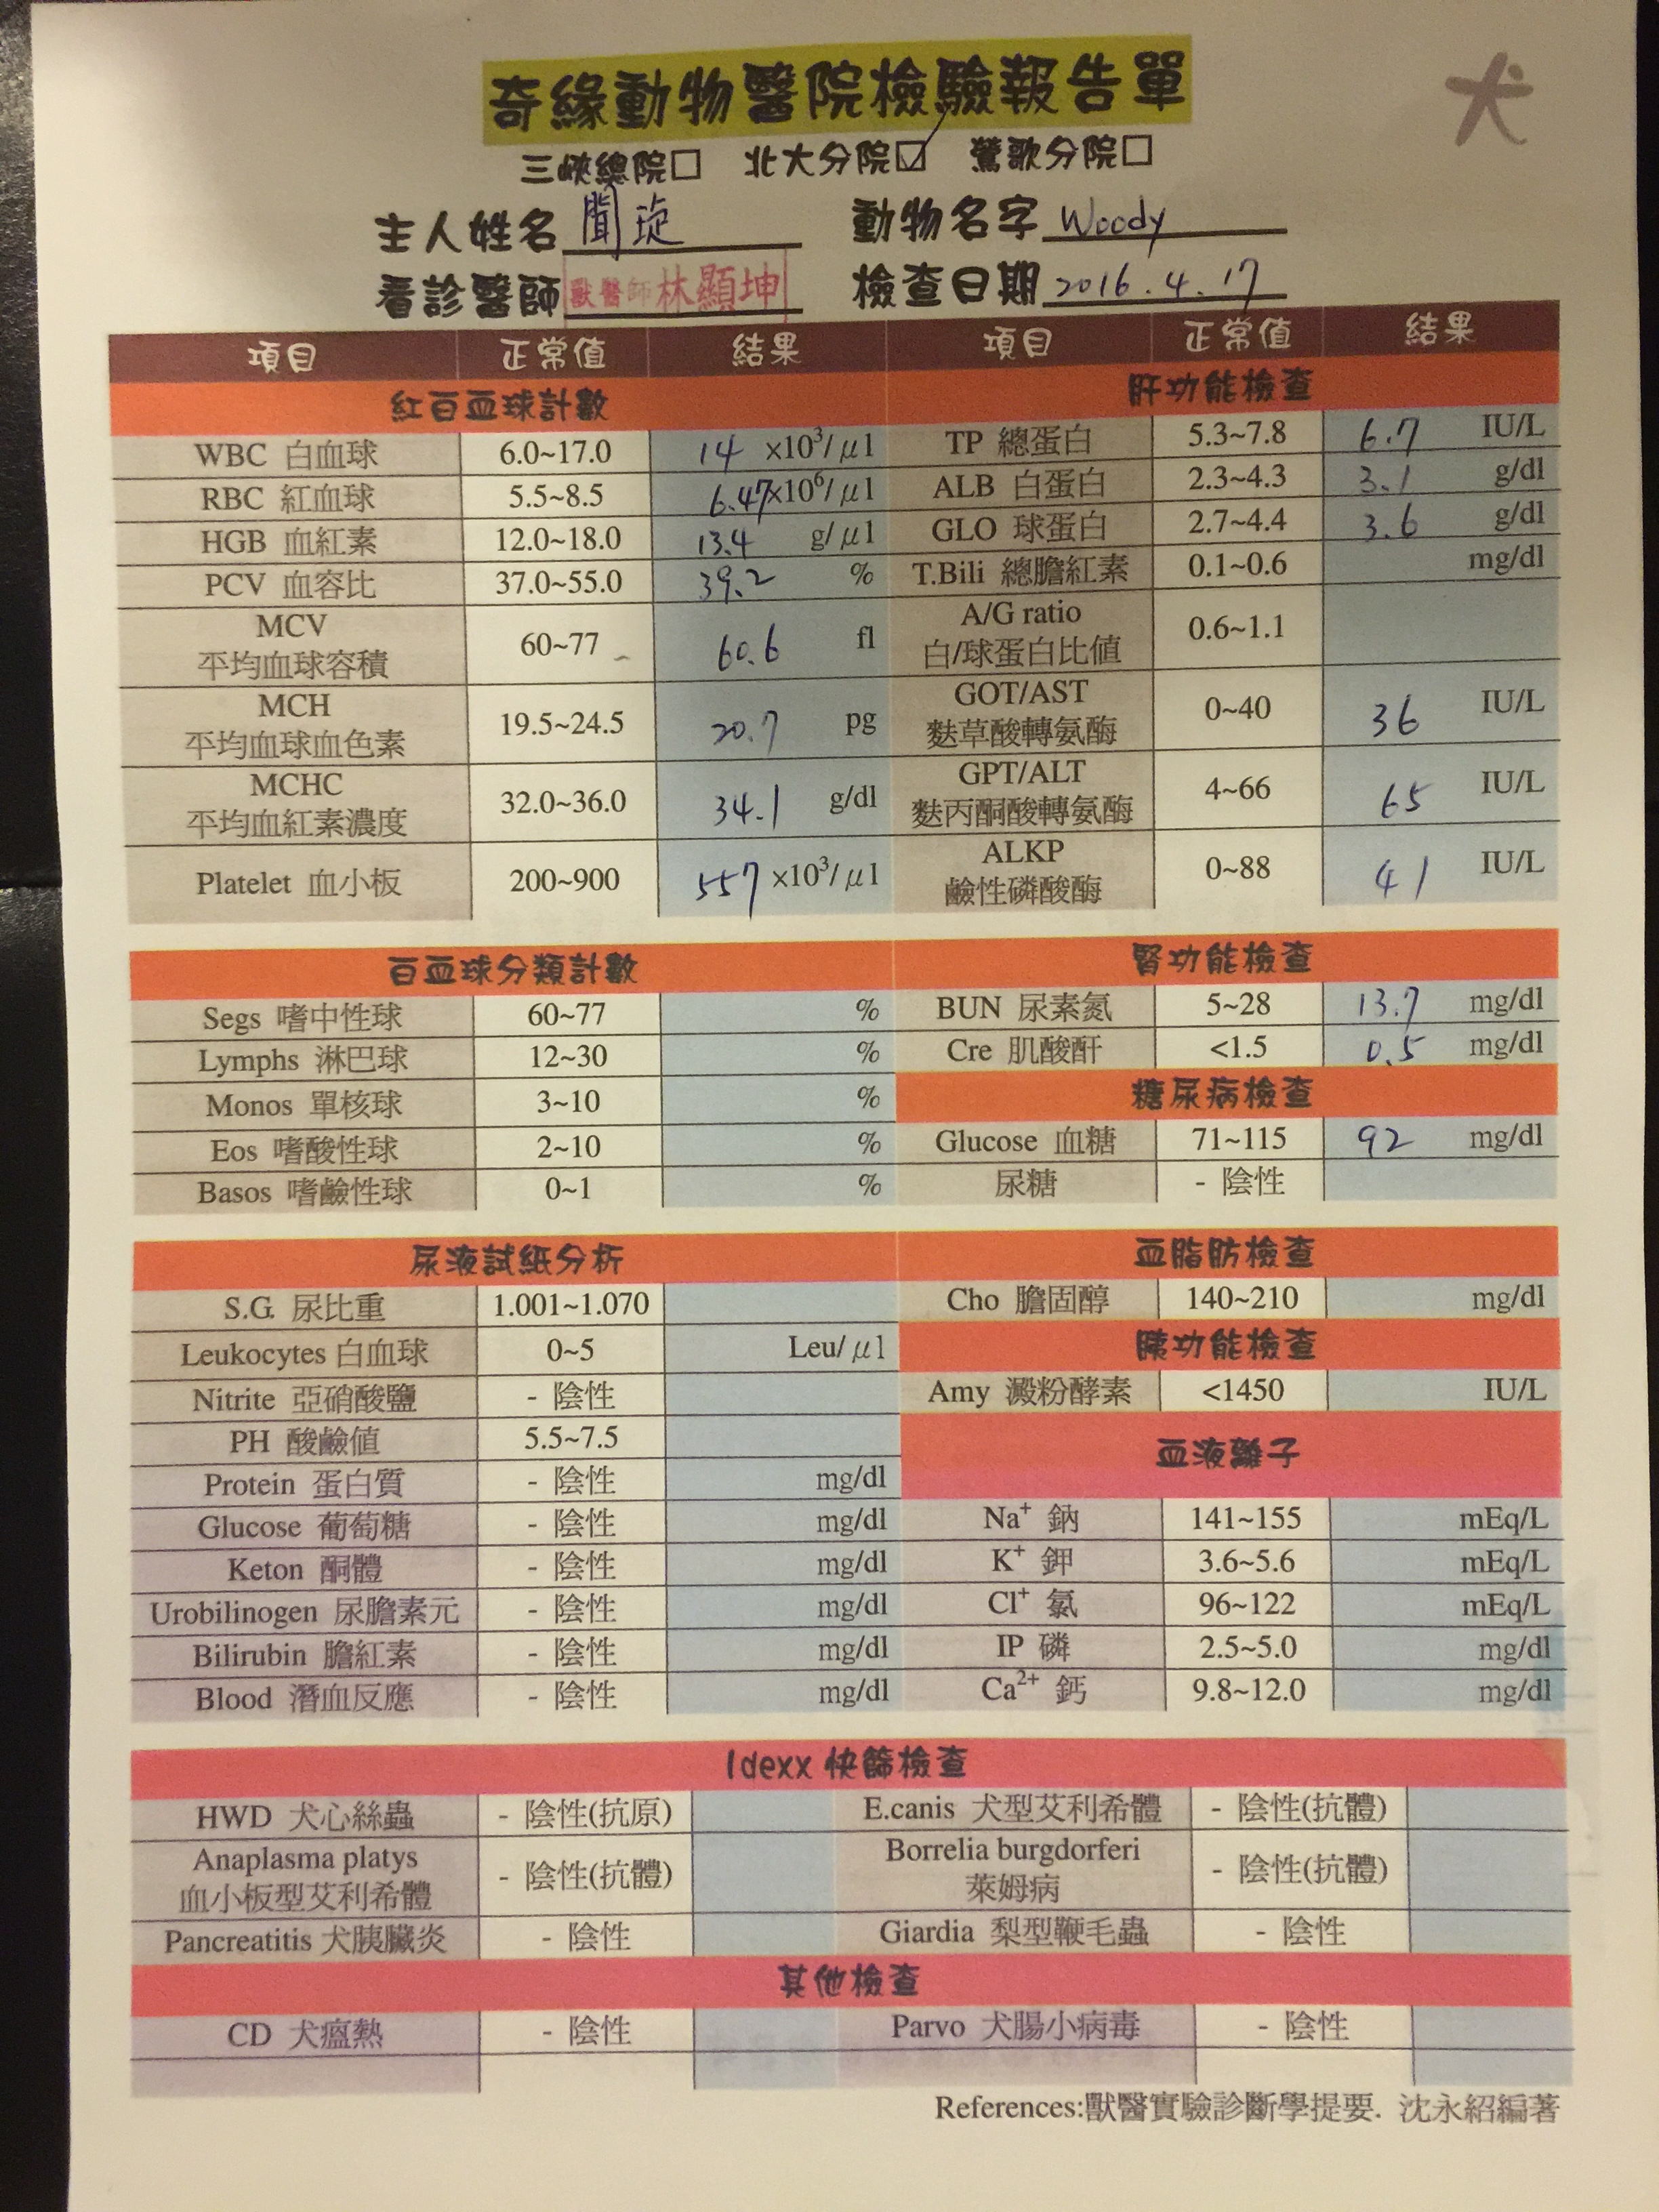 奇緣動物醫院檢驗報告單
犬
三峽總院□ 北大分院☑ 鶯歌分院□
主人姓名 聞 動物名字 Woody
看診醫師 獸醫師林顯坤 檢查日期 2016.4.17
項目 正常值 結果 項目 正常值 結果
紅白血球計數 肝功能檢查
WBC 白血球 6.0~17.0 14 ×10³/μl TP 總蛋白 5.3~7.8 6.7 IU/L
RBC 紅血球 5.5~8.5 6.47×10⁶/μl ALB 白蛋白 2.3~4.3 3.1 g/dl
HGB 血紅素 12.0~18.0 13.4 g/μl GLO 球蛋白 2.7~4.4 3.6 g/dl
PCV 血容比 37.0~55.0 39.2 % T.Bili 總膽紅素 0.1~0.6 mg/dl
MCV 平均血球容積 60~77 60.6 fl A/G ratio 白/球蛋白比值 0.6~1.1
MCH 平均血球血色素 19.5~24.5 20.7 pg GOT/AST 麩草酸轉氨酶 0~40 36 IU/L
MCHC 平均血紅素濃度 32.0~36.0 34.1 g/dl GPT/ALT 麩丙酮酸轉氨酶 4~66 65 IU/L
Platelet 血小板 200~900 557 ×10³/μl ALKP 鹼性磷酸酶 0~88 41 IU/L
白血球分類計數 腎功能檢查
Segs 嗜中性球 60~77 % BUN 尿素氮 5~28 13.7 mg/dl
Lymphs 淋巴球 12~30 % Cre 肌酸酐 <1.5 0.5 mg/dl
Monos 單核球 3~10 % 糖尿病檢查
Eos 嗜酸性球 2~10 % Glucose 血糖 71~115 92 mg/dl
Basos 嗜鹼性球 0~1 % 尿糖 - 陰性
尿液試紙分析 血脂肪檢查
S.G. 尿比重 1.001~1.070 Cho 膽固醇 140~210 mg/dl
Leukocytes 白血球 0~5 Leu/μl 胰功能檢查
Nitrite 亞硝酸鹽 - 陰性 Amy 澱粉酵素 <1450 IU/L
PH 酸鹼值 5.5~7.5 血液離子
Protein 蛋白質 - 陰性 mg/dl
Glucose 葡萄糖 - 陰性 mg/dl Na⁺ 鈉 141~155 mEq/L
Keton 酮體 - 陰性 mg/dl K⁺ 鉀 3.6~5.6 mEq/L
Urobilinogen 尿膽素元 - 陰性 mg/dl Cl⁺ 氯 96~122 mEq/L
Bilirubin 膽紅素 - 陰性 mg/dl IP 磷 2.5~5.0 mg/dl
Blood 潛血反應 - 陰性 mg/dl Ca²⁺ 鈣 9.8~12.0 mg/dl
Idexx 快篩檢查
HWD 犬心絲蟲 - 陰性(抗原) E.canis 犬型艾利希體 - 陰性(抗體)
Anaplasma platys 血小板型艾利希體 - 陰性(抗體) Borrelia burgdorferi 萊姆病 - 陰性(抗體)
Pancreatitis 犬胰臟炎 - 陰性 Giardia 梨型鞭毛蟲 - 陰性
其他檢查
CD 犬瘟熱 - 陰性 Parvo 犬腸小病毒 - 陰性
References:獸醫實驗診斷學提要. 沈永紹編著